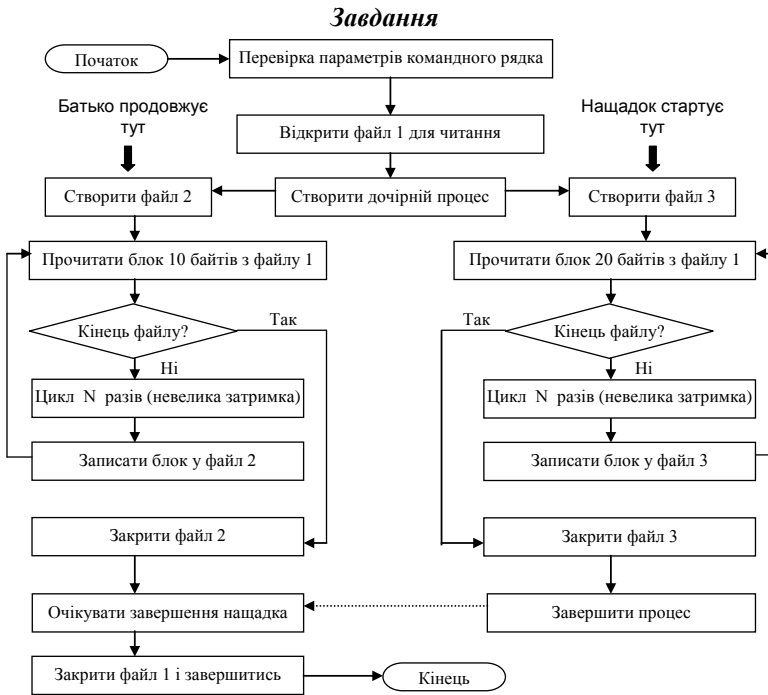 Завдання
Початок
Перевірка параметрів командного рядка
Батько продовжує
тут
Відкрити файл 1 для читання
Нащадок стартує
тут
Створити файл 2
Створити дочірній процес
Створити файл 3
Прочитати блок 10 байтів з файлу 1
Прочитати блок 20 байтів з файлу 1
Кінець файлу?
Так
Так
Кінець файлу?
Ні
Ні
Цикл N разів (невелика затримка)
Цикл N разів (невелика затримка)
Записати блок у файл 2
Записати блок у файл 3
Закрити файл 2
Закрити файл 3
Очікувати завершення нащадка
Завершити процес
Закрити файл 1 і завершитись
Кінець